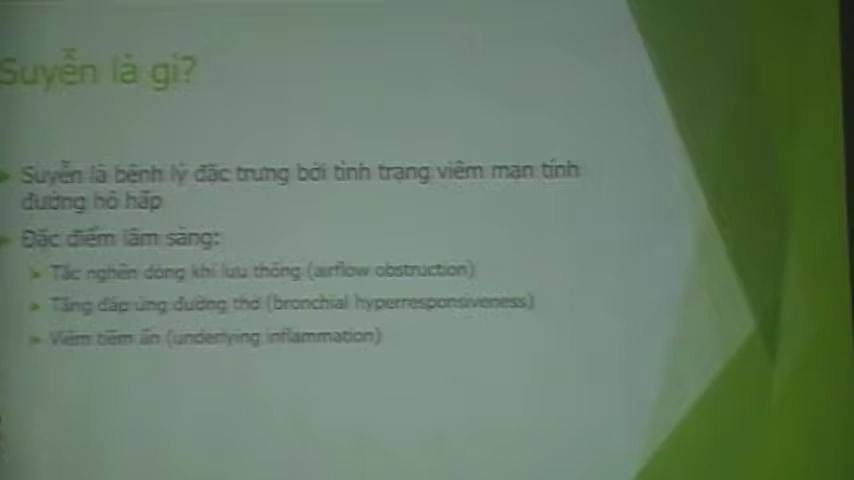 Suyễn là gì?
Suyễn là bệnh lý đặc trưng bởi tình trạng viêm mạn tính
đường hô hấp
Đặc điểm lâm sàng:
Tắc nghẽn dòng khí lưu thông (airflow obstruction)
Tăng đáp ứng đường thở (bronchial hyperresponsiveness)
Viêm tiềm ẩn (underlying inflammation)